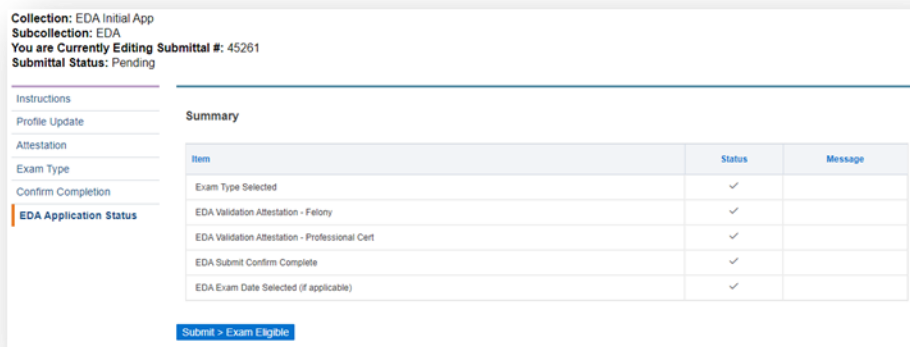 Collection: EDA Initial App
Subcollection: EDA
You are Currently Editing Submittal #: 45261
Submittal Status: Pending
Instructions
Profile Update
Attestation
Exam Type
Confirm Completion
EDA Application Status
Summary
Item Status Message
Exam Type Selected ✓
EDA Validation Attestation - Felony ✓
EDA Validation Attestation - Professional Cert ✓
EDA Submit Confirm Complete ✓
EDA Exam Date Selected (if applicable) ✓
Submit > Exam Eligible